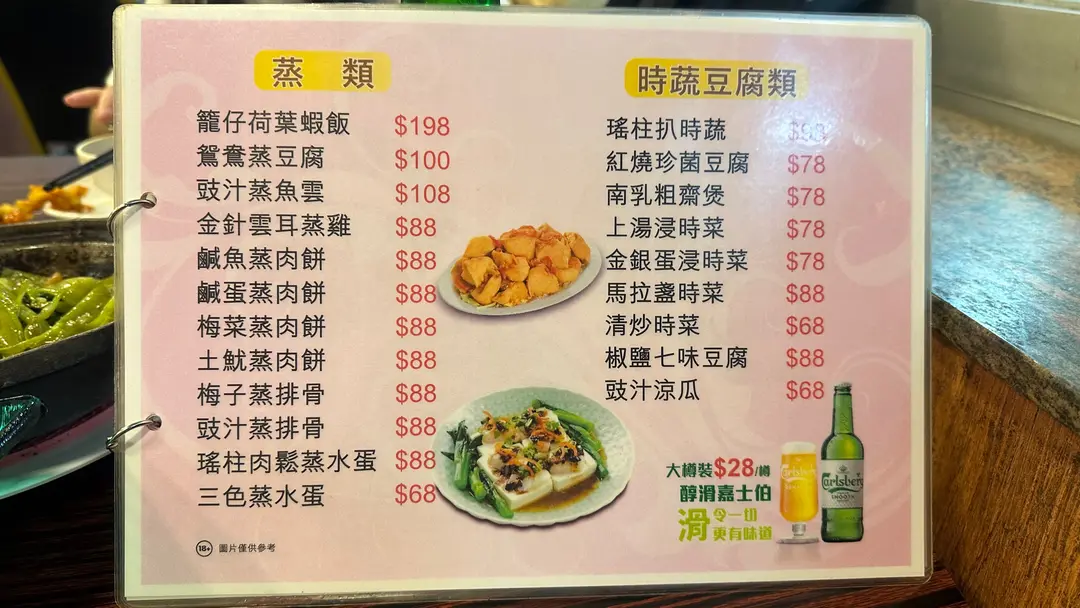 蒸 類
籠仔荷葉蝦飯 $198
鴛鴦蒸豆腐 $100
豉汁蒸魚雲 $108
金針雲耳蒸雞 $88
鹹魚蒸肉餅 $88
鹹蛋蒸肉餅 $88
梅菜蒸肉餅 $88
土魷蒸肉餅 $88
梅子蒸排骨 $88
豉汁蒸排骨 $88
瑤柱肉鬆蒸水蛋 $88
三色蒸水蛋 $68
18+ 圖片僅供參考
時蔬豆腐類
瑤柱扒時蔬
紅燒珍菌豆腐 $78
南乳粗齋煲 $78
上湯浸時菜 $78
金銀蛋浸時菜 $78
馬拉盞時菜 $88
清炒時菜 $68
椒鹽七味豆腐 $88
豉汁涼瓜 $68
大樽裝$28/樽
醇滑嘉士伯
滑 令一切
更有味道
Carlsberg
Carlsberg